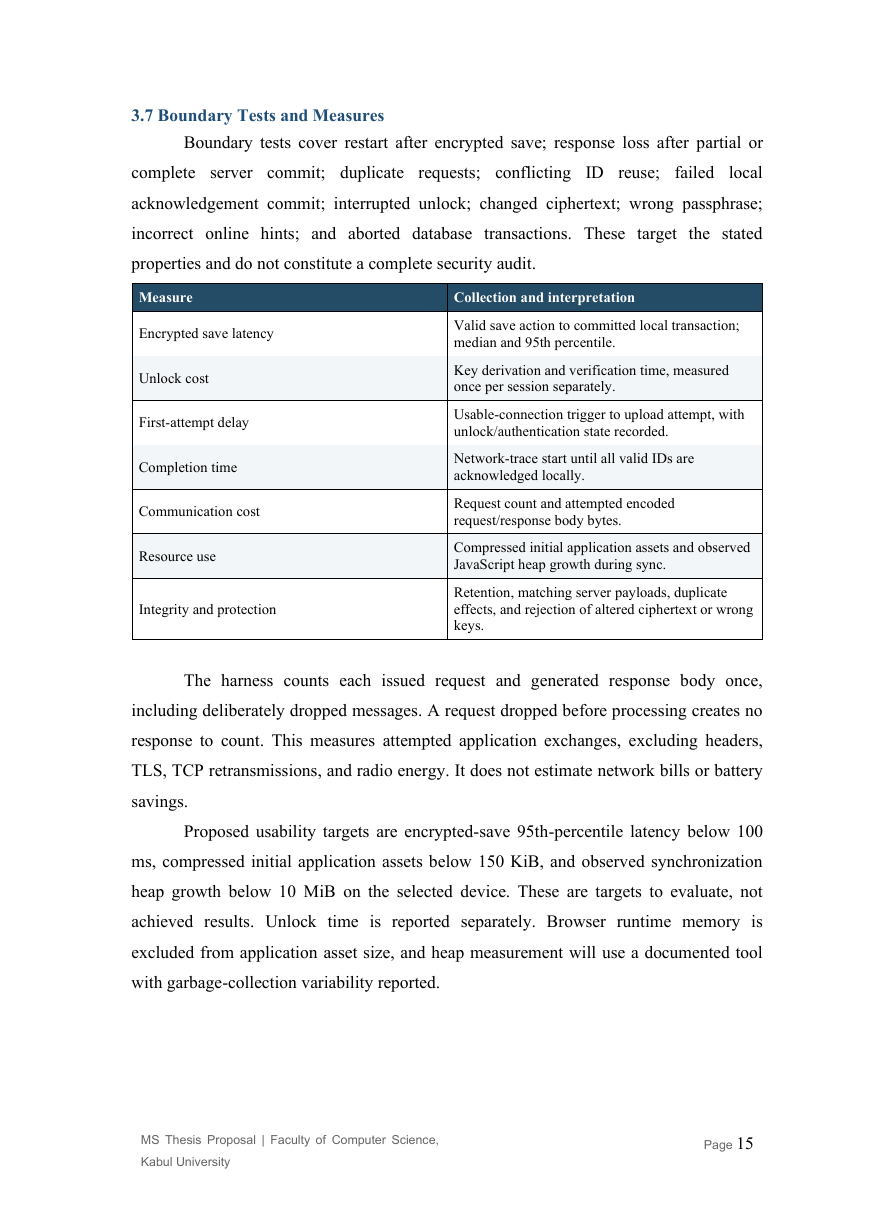 3.7 Boundary Tests and Measures
Boundary tests cover restart after encrypted save; response loss after partial or
complete server commit; duplicate requests; conflicting ID reuse; failed local
acknowledgement commit; interrupted unlock; changed ciphertext; wrong passphrase;
incorrect online hints; and aborted database transactions. These target the stated
properties and do not constitute a complete security audit.
Measure
Collection and interpretation
Encrypted save latency
Valid save action to committed local transaction;
median and 95th percentile.
Unlock cost
Key derivation and verification time, measured
once per session separately.
First-attempt delay
Usable-connection trigger to upload attempt, with
unlock/authentication state recorded.
Completion time
Network-trace start until all valid IDs are
acknowledged locally.
Communication cost
Request count and attempted encoded
request/response body bytes.
Resource use
Compressed initial application assets and observed
JavaScript heap growth during sync.
Integrity and protection
Retention, matching server payloads, duplicate
effects, and rejection of altered ciphertext or wrong
keys.
The harness counts each issued request and generated response body once,
including deliberately dropped messages. A request dropped before processing creates no
response to count. This measures attempted application exchanges, excluding headers,
TLS, TCP retransmissions, and radio energy. It does not estimate network bills or battery
savings.
Proposed usability targets are encrypted-save 95th-percentile latency below 100
ms, compressed initial application assets below 150 KiB, and observed synchronization
heap growth below 10 MiB on the selected device. These are targets to evaluate, not
achieved results. Unlock time is reported separately. Browser runtime memory is
excluded from application asset size, and heap measurement will use a documented tool
with garbage-collection variability reported.
MS Thesis Proposal | Faculty of Computer Science,
Kabul University
Page 15